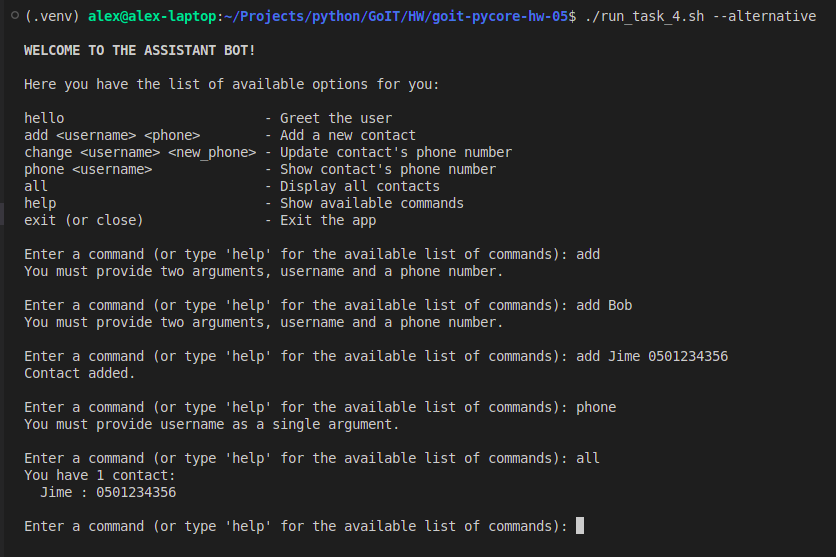 (.venv) alex@alex-laptop:~/Projects/python/GoIT/HW/goit-pycore-hw-05$ ./run_task_4.sh --alternative
WELCOME TO THE ASSISTANT BOT!
Here you have the list of available options for you:
hello - Greet the user
add <username> <phone> - Add a new contact
change <username> <new_phone> - Update contact's phone number
phone <username> - Show contact's phone number
all - Display all contacts
help - Show available commands
exit (or close) - Exit the app
Enter a command (or type 'help' for the available list of commands): add
You must provide two arguments, username and a phone number.
Enter a command (or type 'help' for the available list of commands): add Bob
You must provide two arguments, username and a phone number.
Enter a command (or type 'help' for the available list of commands): add Jime 0501234356
Contact added.
Enter a command (or type 'help' for the available list of commands): phone
You must provide username as a single argument.
Enter a command (or type 'help' for the available list of commands): all
You have 1 contact:
Jime : 0501234356
Enter a command (or type 'help' for the available list of commands):